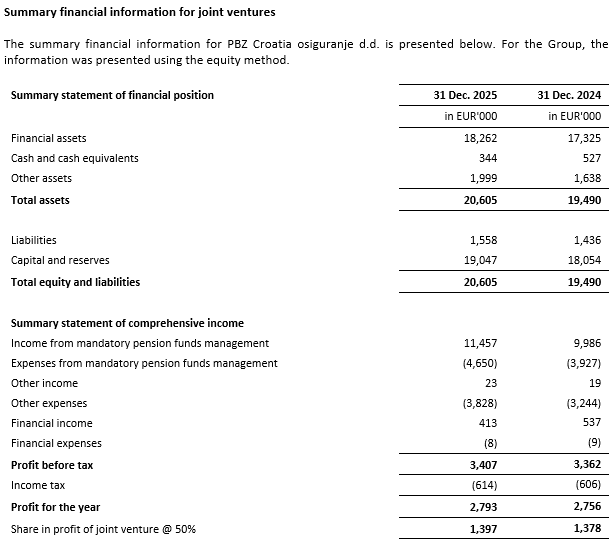 Summary financial information for joint ventures
The summary financial information for PBZ Croatia osiguranje d.d. is presented below. For the Group, the
information was presented using the equity method.
Summary statement of financial position 31 Dec. 2025 31 Dec. 2024
in EUR'000 in EUR'000
Financial assets 18,262 17,325
Cash and cash equivalents 344 527
Other assets 1,999 1,638
Total assets 20,605 19,490
Liabilities 1,558 1,436
Capital and reserves 19,047 18,054
Total equity and liabilities 20,605 19,490
Summary statement of comprehensive income
Income from mandatory pension funds management 11,457 9,986
Expenses from mandatory pension funds management (4,650) (3,927)
Other income 23 19
Other expenses (3,828) (3,244)
Financial income 413 537
Financial expenses (8) (9)
Profit before tax 3,407 3,362
Income tax (614) (606)
Profit for the year 2,793 2,756
Share in profit of joint venture @ 50% 1,397 1,378